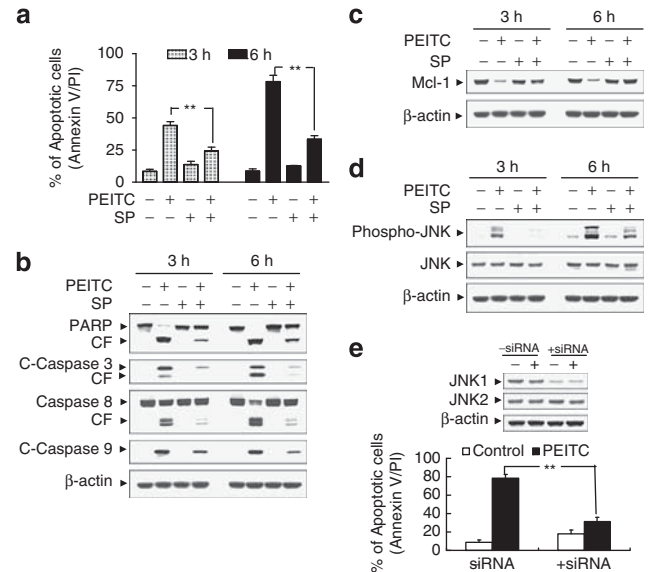 a
% of Apoptotic cells
(Annexin V/PI)
100
75
50
25
0
3 h 6 h
** **
PEITC – + – + – + – +
SP – – + + – – + +
b
3 h 6 h
PEITC – + – + – + – +
SP – – + + – – + +
PARP
CF
C-Caspase 3
CF
Caspase 8
CF
C-Caspase 9
β-actin
c
3 h 6 h
PEITC – + – + – + – +
SP – – + + – – + +
Mcl-1
β-actin
d
3 h 6 h
PEITC – + – + – + – +
SP – – + + – – + +
Phospho-JNK
JNK
β-actin
e
–siRNA +siRNA
– + – +
JNK1
JNK2
β-actin
% of Apoptotic cells
(Annexin V/PI)
100
80
60
40
20
0
Control PEITC
**
siRNA +siRNA